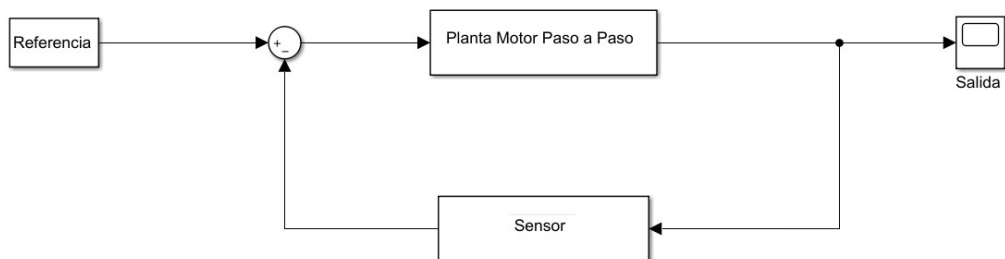 Referencia
+
−
Planta Motor Paso a Paso
Salida
Sensor